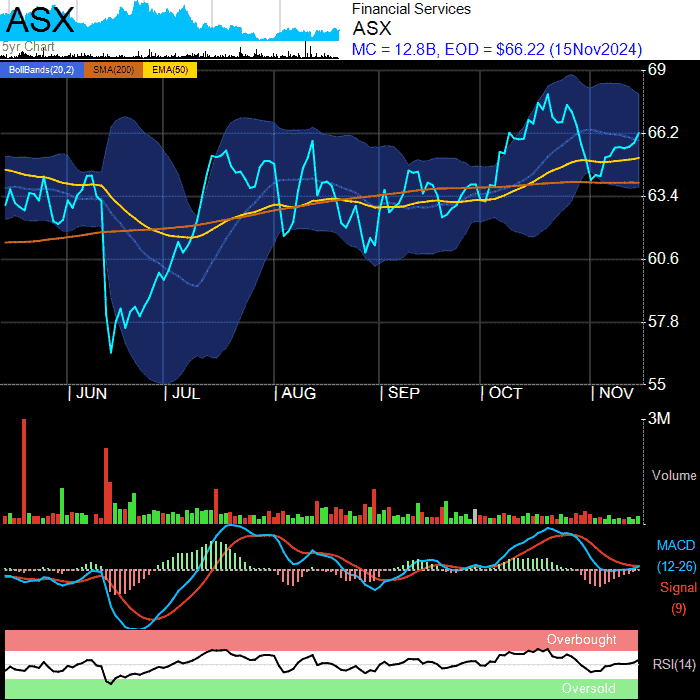 ASX
5yr Chart
Financial Services
ASX
MC = 12.8B, EOD = $66.22 (15Nov2024)
BollBands(20,2) SMA(200) EMA(50)
69
66.2
63.4
60.6
57.8
55
JUN JUL AUG SEP OCT NOV
3M
Volume
MACD
(12-26)
Signal
(9)
Overbought
RSI(14)
Oversold